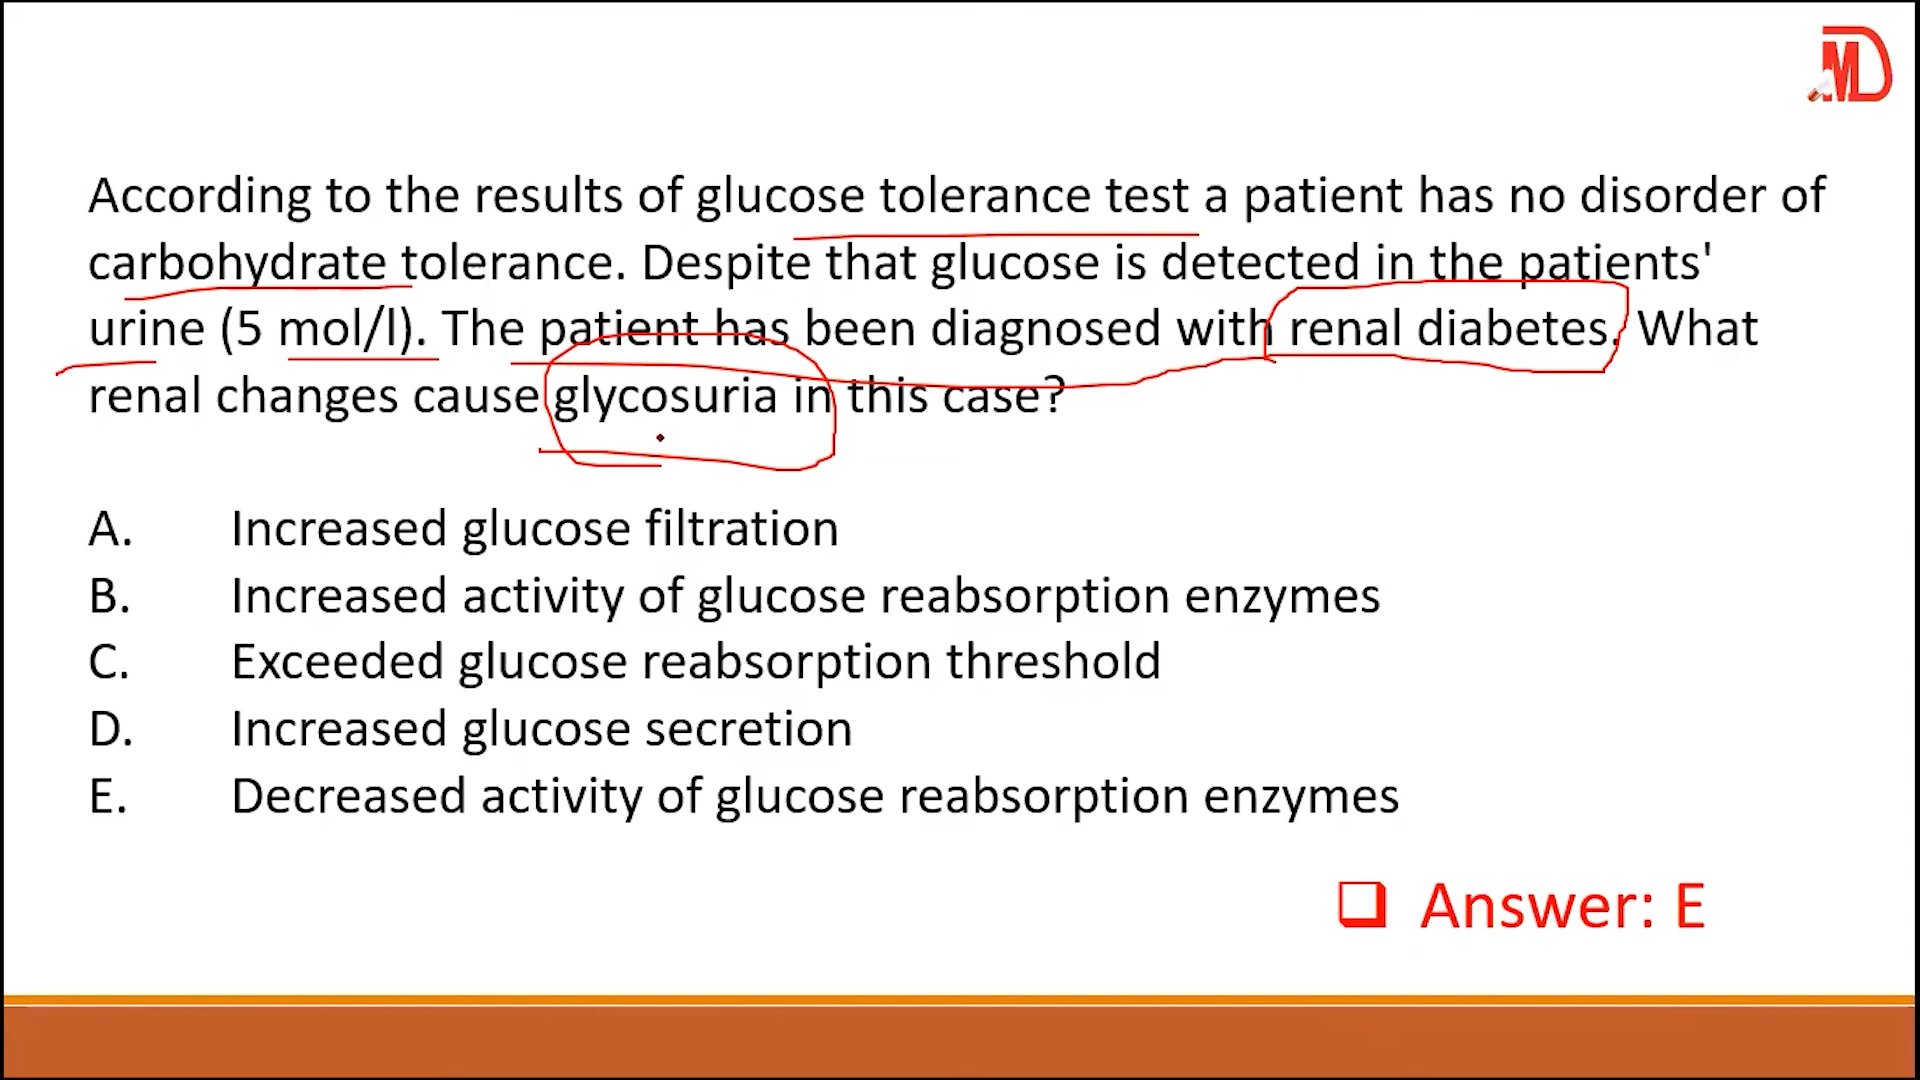 MD
According to the results of glucose tolerance test a patient has no disorder of
carbohydrate tolerance. Despite that glucose is detected in the patients'
urine (5 mol/l). The patient has been diagnosed with renal diabetes. What
renal changes cause glycosuria in this case?
A. Increased glucose filtration
B. Increased activity of glucose reabsorption enzymes
C. Exceeded glucose reabsorption threshold
D. Increased glucose secretion
E. Decreased activity of glucose reabsorption enzymes
❑ Answer: E